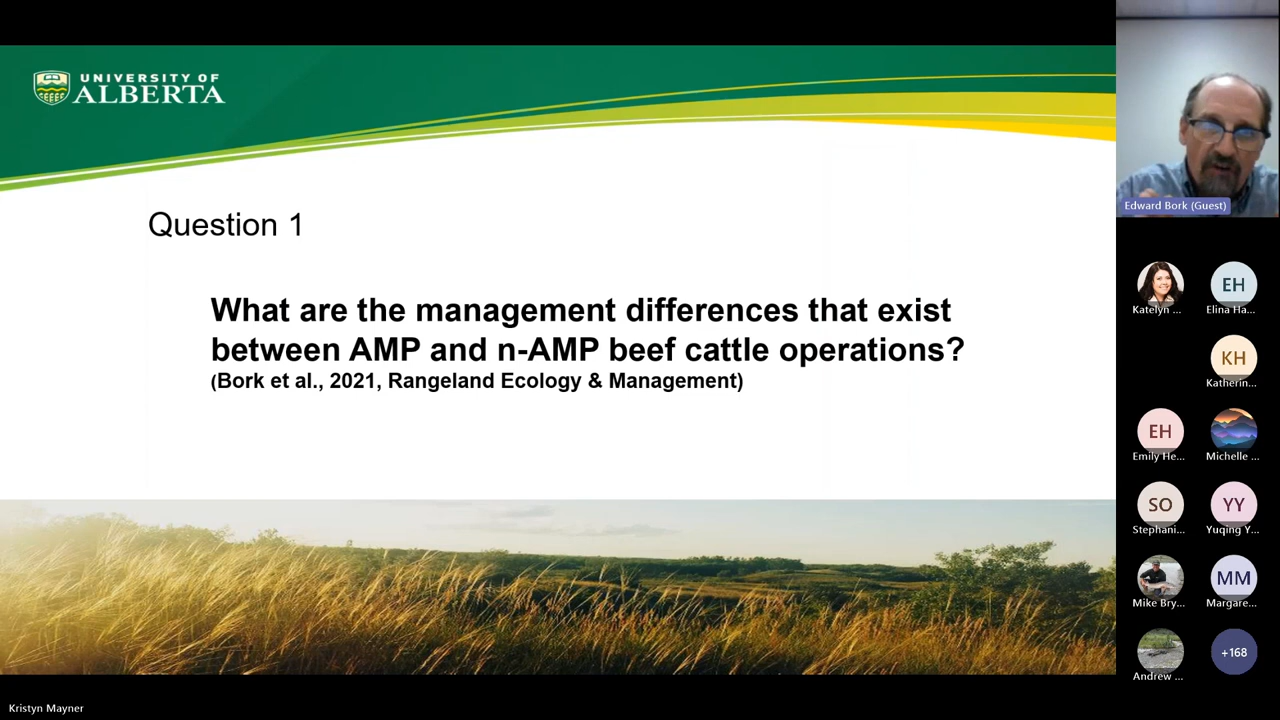 UNIVERSITY OF
ALBERTA
Question 1
What are the management differences that exist
between AMP and n-AMP beef cattle operations?
(Bork et al., 2021, Rangeland Ecology & Management)
Edward Bork (Guest)
Katelyn ...
EH
Elina Ha...
KH
Katherin...
EH
Emily He...
Michelle ...
SO
Stephani...
YY
Yuqing Y...
Mike Bry...
MM
Margare...
Andrew ...
+168
Kristyn Mayner